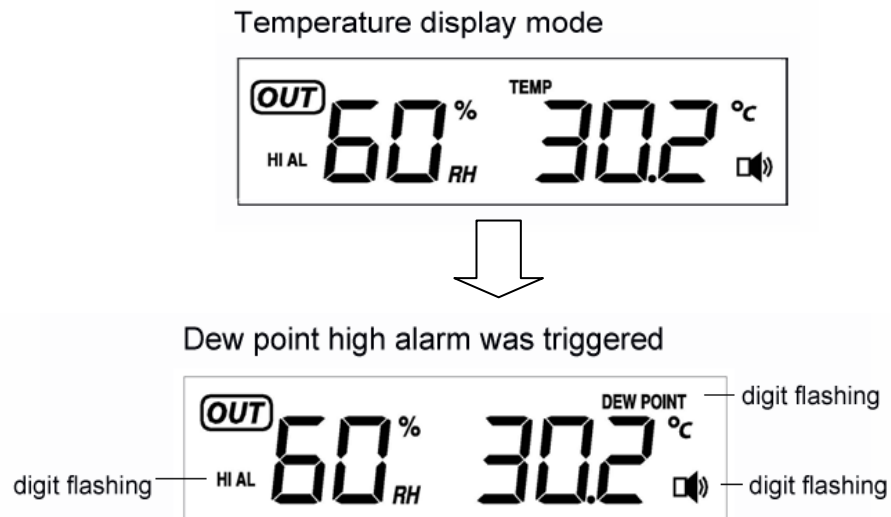 Temperature display mode
OUT 60 % RH TEMP 30.2 °C
HI AL
Dew point high alarm was triggered
OUT 60 % RH DEW POINT 30.2 °C digit flashing
digit flashing HI AL digit flashing